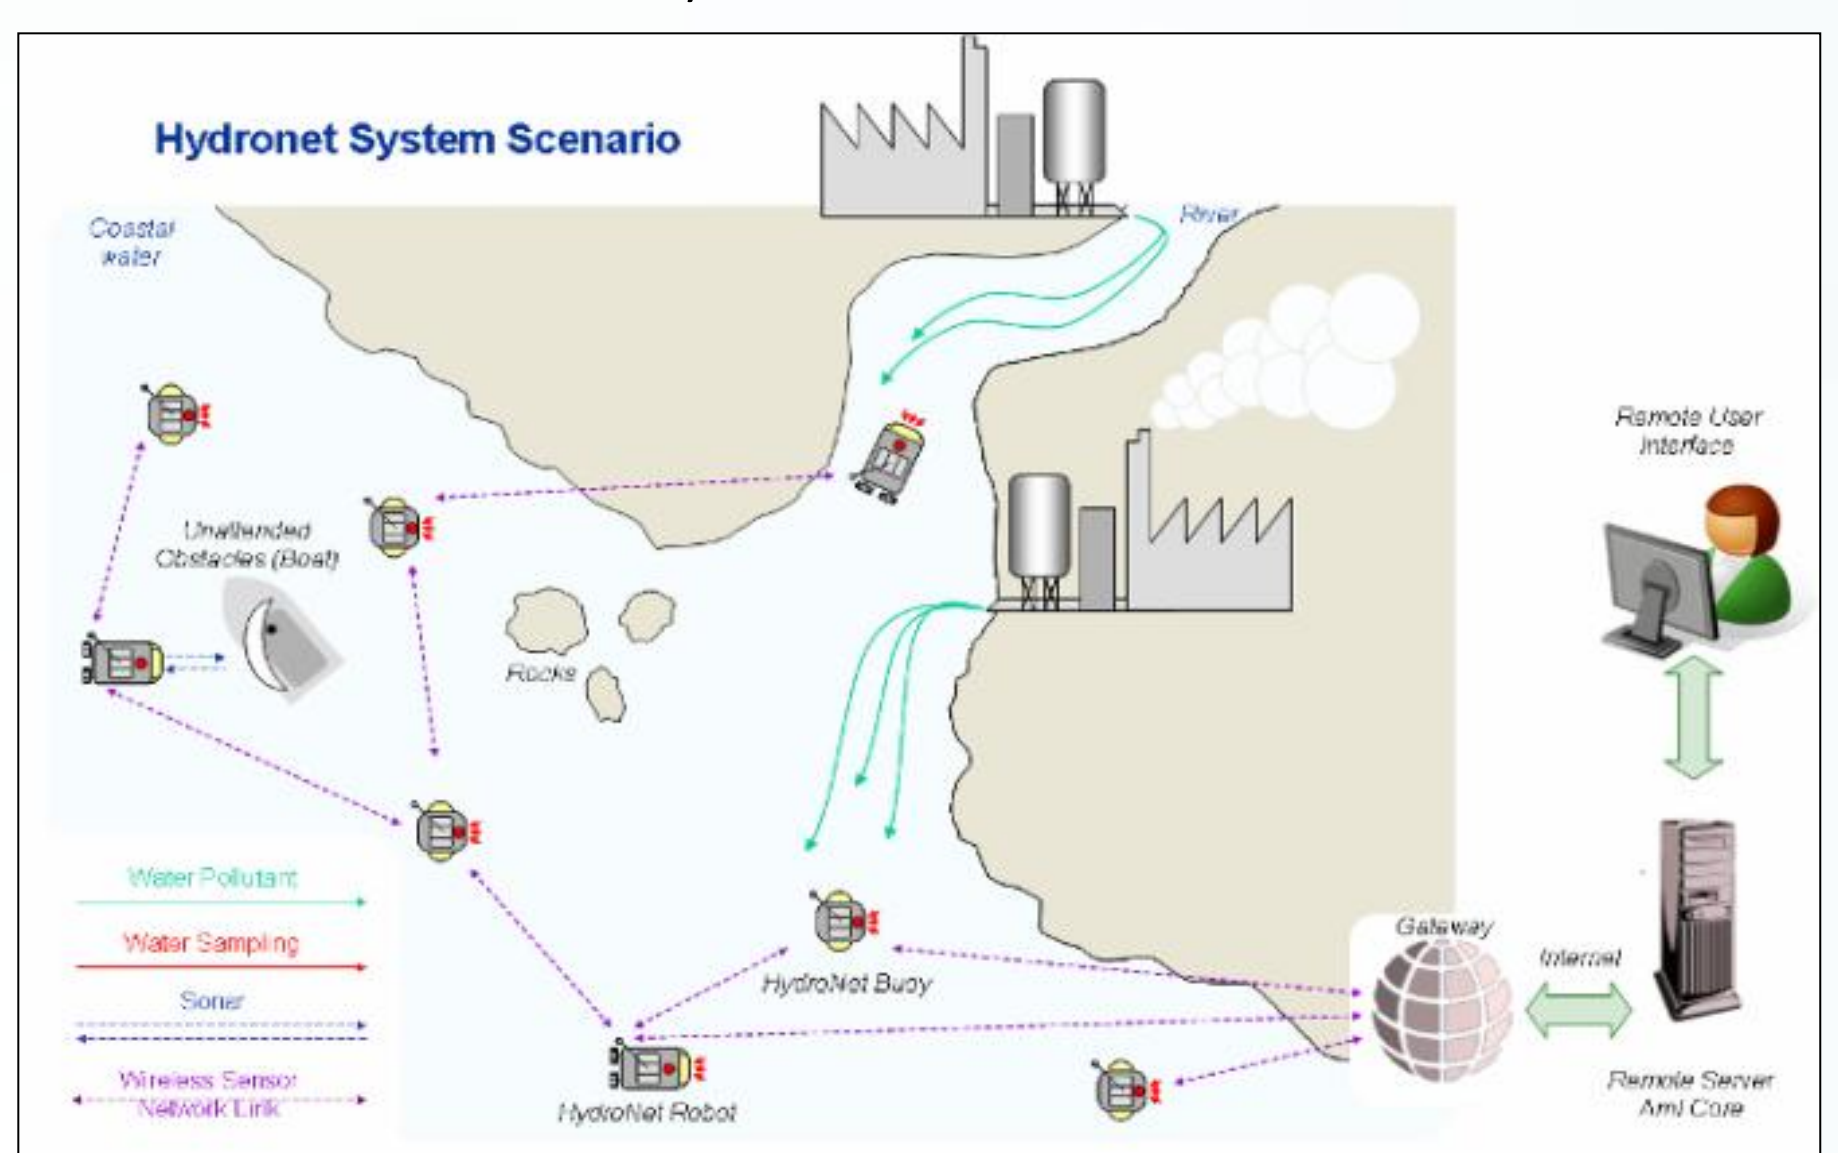 Hydronet System Scenario
Coastal
water
River
Remote User
Interface
Unattended
Obstacles (Boat)
Rocks
Water Pollutant
Water Sampling
Sonar
Wireless Sensor
Network Link
HydroNet Buoy
HydroNet Robot
Gateway
Internet
Remote Server
AmI Core